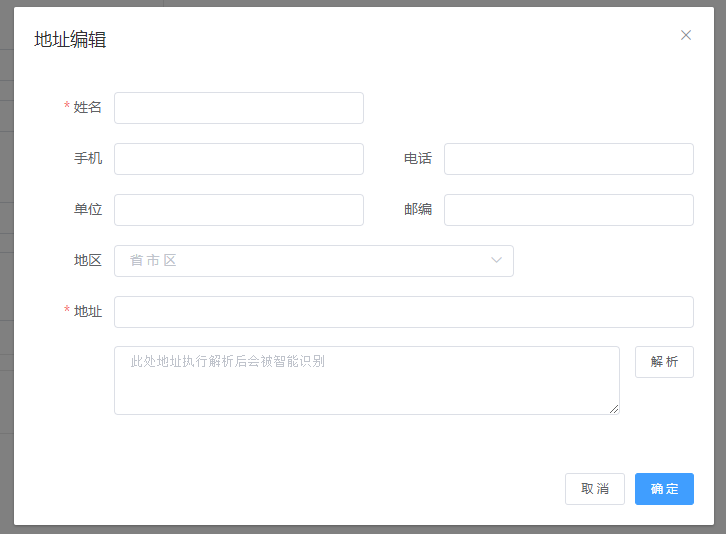 地址编辑
* 姓名
手机 电话
单位 邮编
地区 省市区
* 地址
此处地址执行解析后会被智能识别 解析
取消 确定